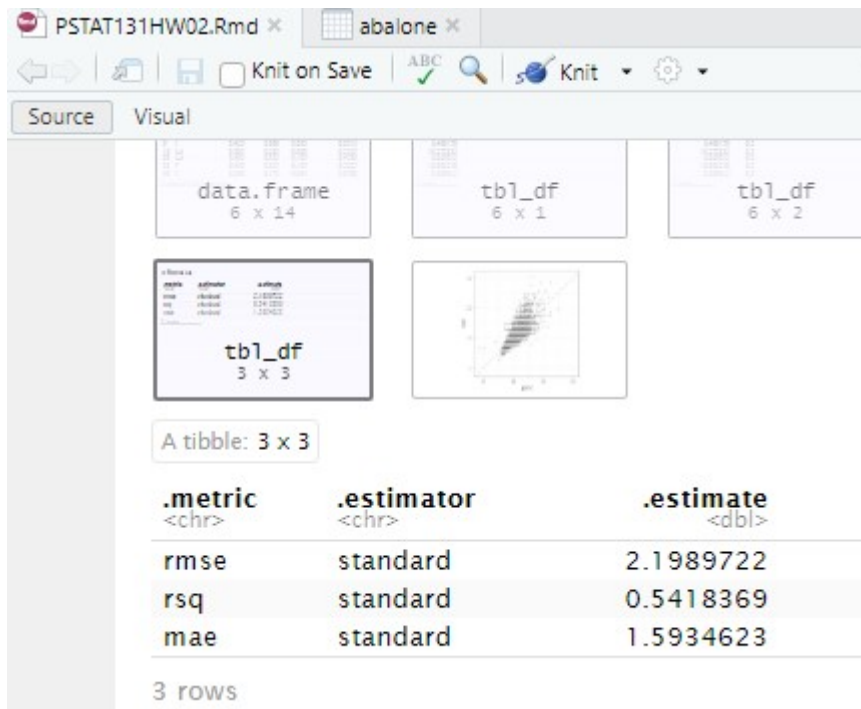 PSTAT131HW02.Rmd abalone
Knit on Save ABC Knit
Source Visual
data.frame tbl_df tbl_df
6 x 14 6 x 1 6 x 2
tbl_df
3 x 3
A tibble: 3 x 3
.metric .estimator .estimate
<chr> <chr> <dbl>
rmse standard 2.1989722
rsq standard 0.5418369
mae standard 1.5934623
3 rows